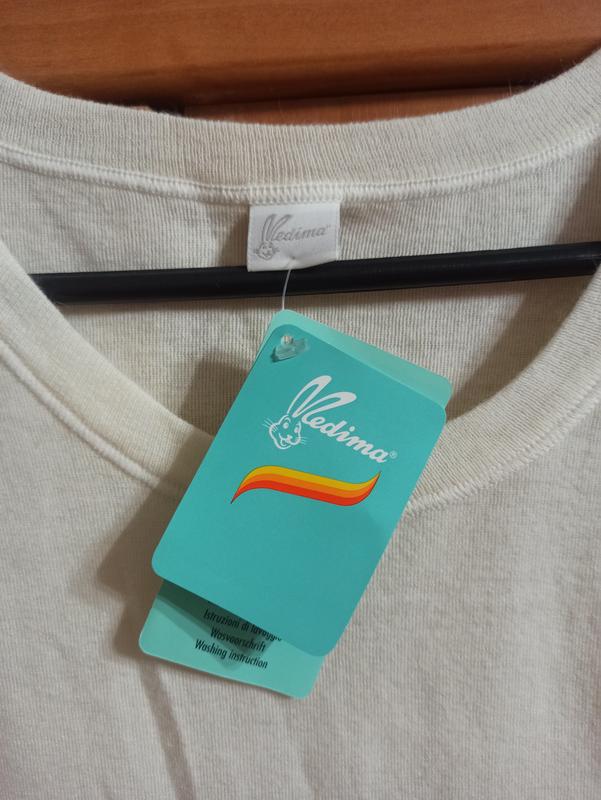 Medima®
Medima®
Istruzioni di lavaggio
Wasvoorschrift
Washing instruction